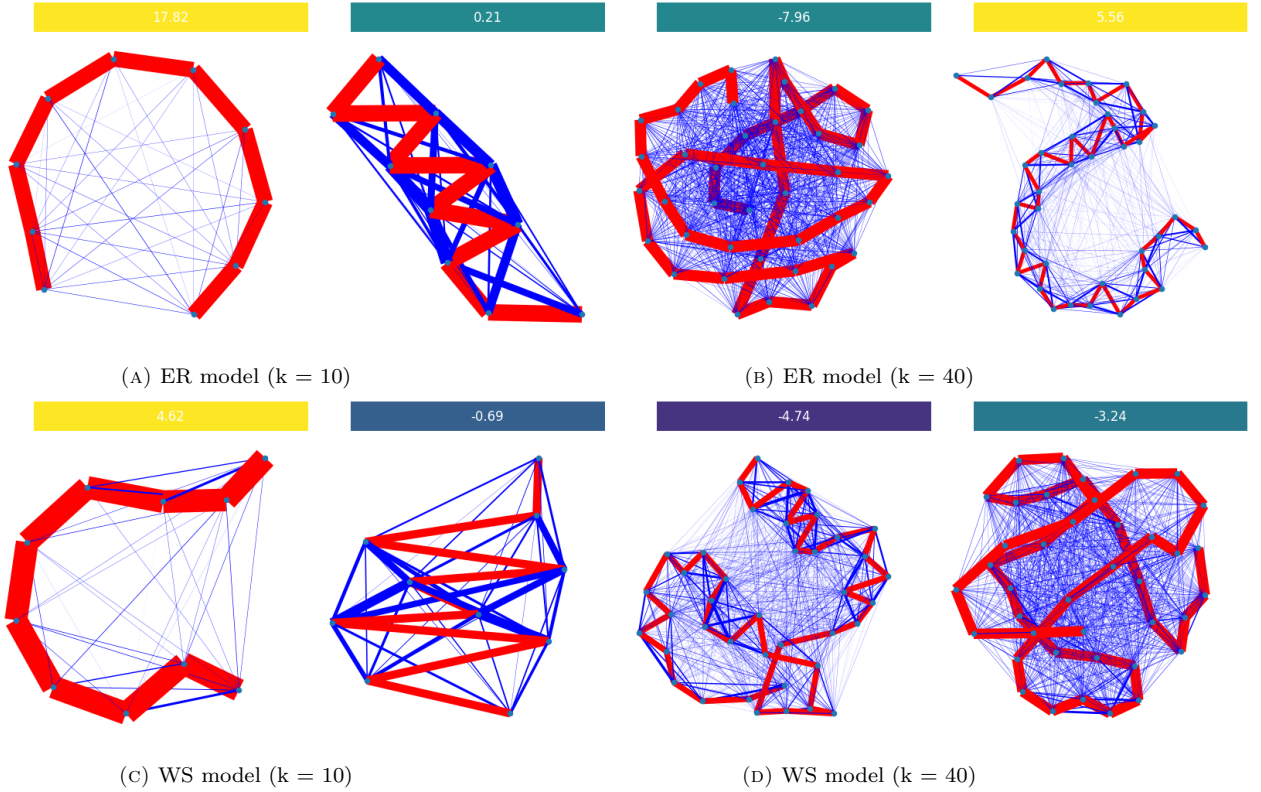 17.82
0.21
-7.96
5.56
(A) ER model (k = 10)
(B) ER model (k = 40)
4.62
-0.69
-4.74
-3.24
(C) WS model (k = 10)
(D) WS model (k = 40)